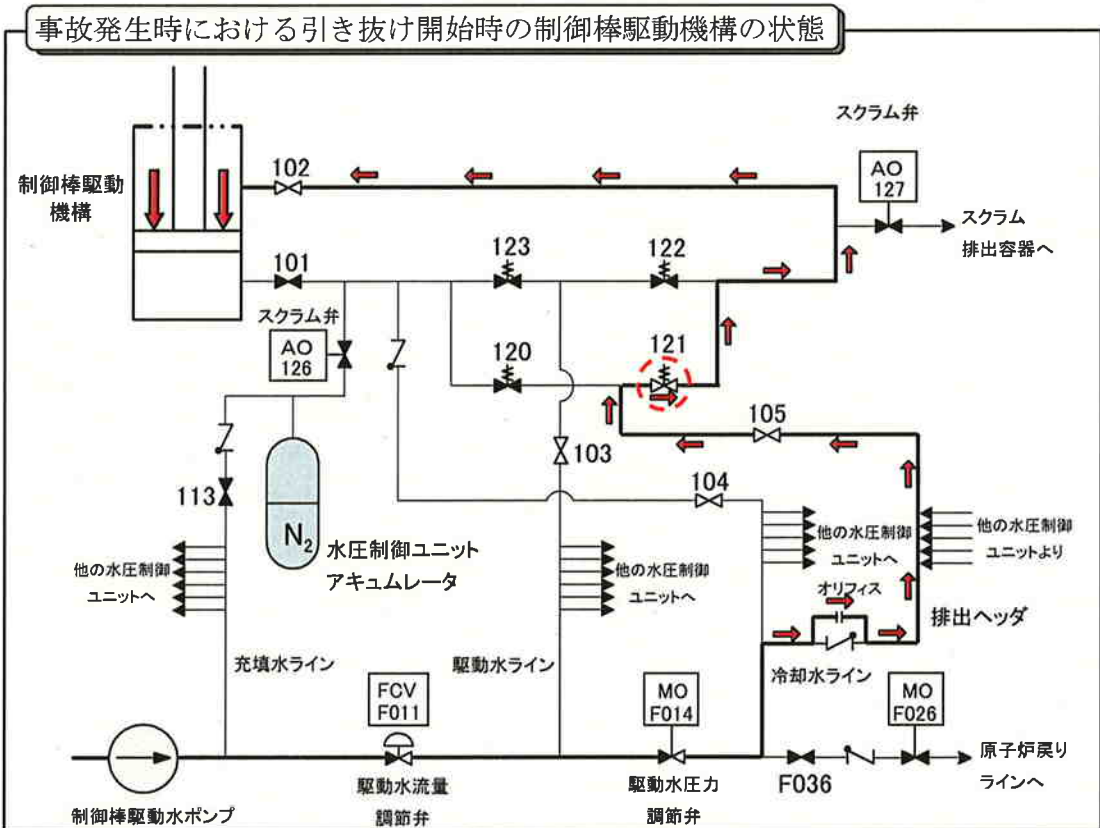 事故発生時における引き抜け開始時の制御棒駆動機構の状態
スクラム弁
AO
127
スクラム
排出容器へ
制御棒駆動
機構
102
101
123
122
スクラム弁
AO
126
120
121
105
103
104
113
N2
水圧制御ユニット
アキュムレータ
他の水圧制御
ユニットへ
他の水圧制御
ユニットへ
他の水圧制御
ユニットへ
他の水圧制御
ユニットより
オリフィス
排出ヘッダ
充填水ライン
駆動水ライン
冷却水ライン
FCV
F011
MO
F014
MO
F026
原子炉戻り
ラインへ
F036
制御棒駆動水ポンプ
駆動水流量
調節弁
駆動水圧力
調節弁